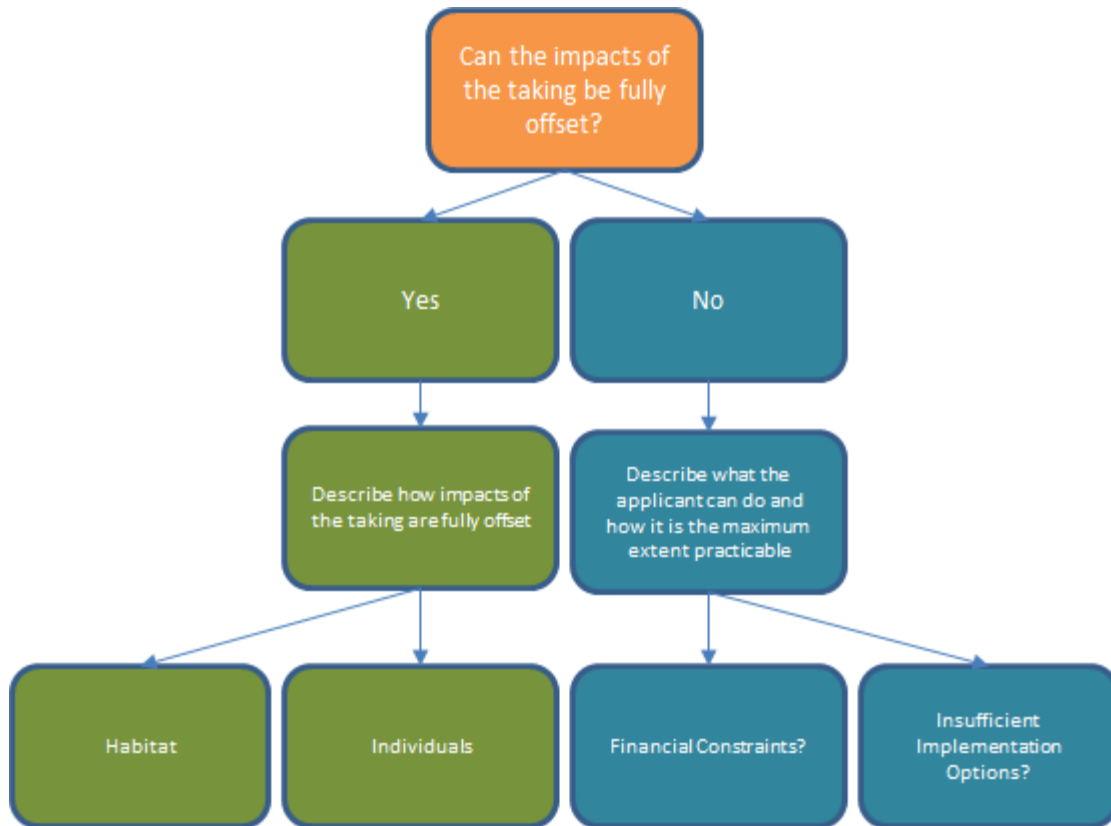 Can the impacts of
the taking be fully
offset?
Yes
No
Describe how impacts of
the taking are fully offset
Describe what the
applicant can do and
how it is the maximum
extent practicable
Habitat
Individuals
Financial Constraints?
Insufficient
Implementation
Options?